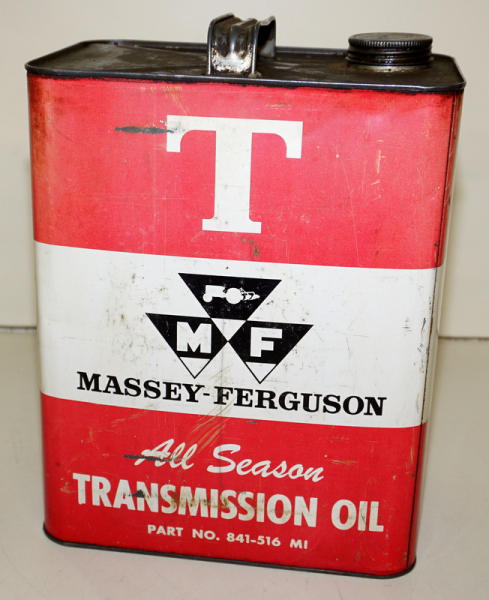 T
M F
MASSEY-FERGUSON
All Season
TRANSMISSION OIL
PART NO. 841-516 MI